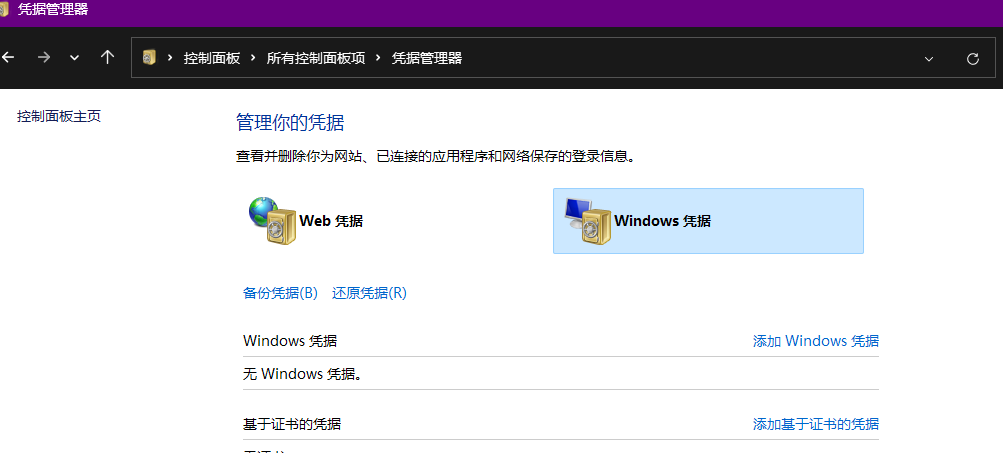 凭据管理器
控制面板 › 所有控制面板项 › 凭据管理器
控制面板主页
管理你的凭据
查看并删除你为网站、已连接的应用程序和网络保存的登录信息。
Web 凭据
Windows 凭据
备份凭据(B) 还原凭据(R)
Windows 凭据 添加 Windows 凭据
无 Windows 凭据。
基于证书的凭据 添加基于证书的凭据